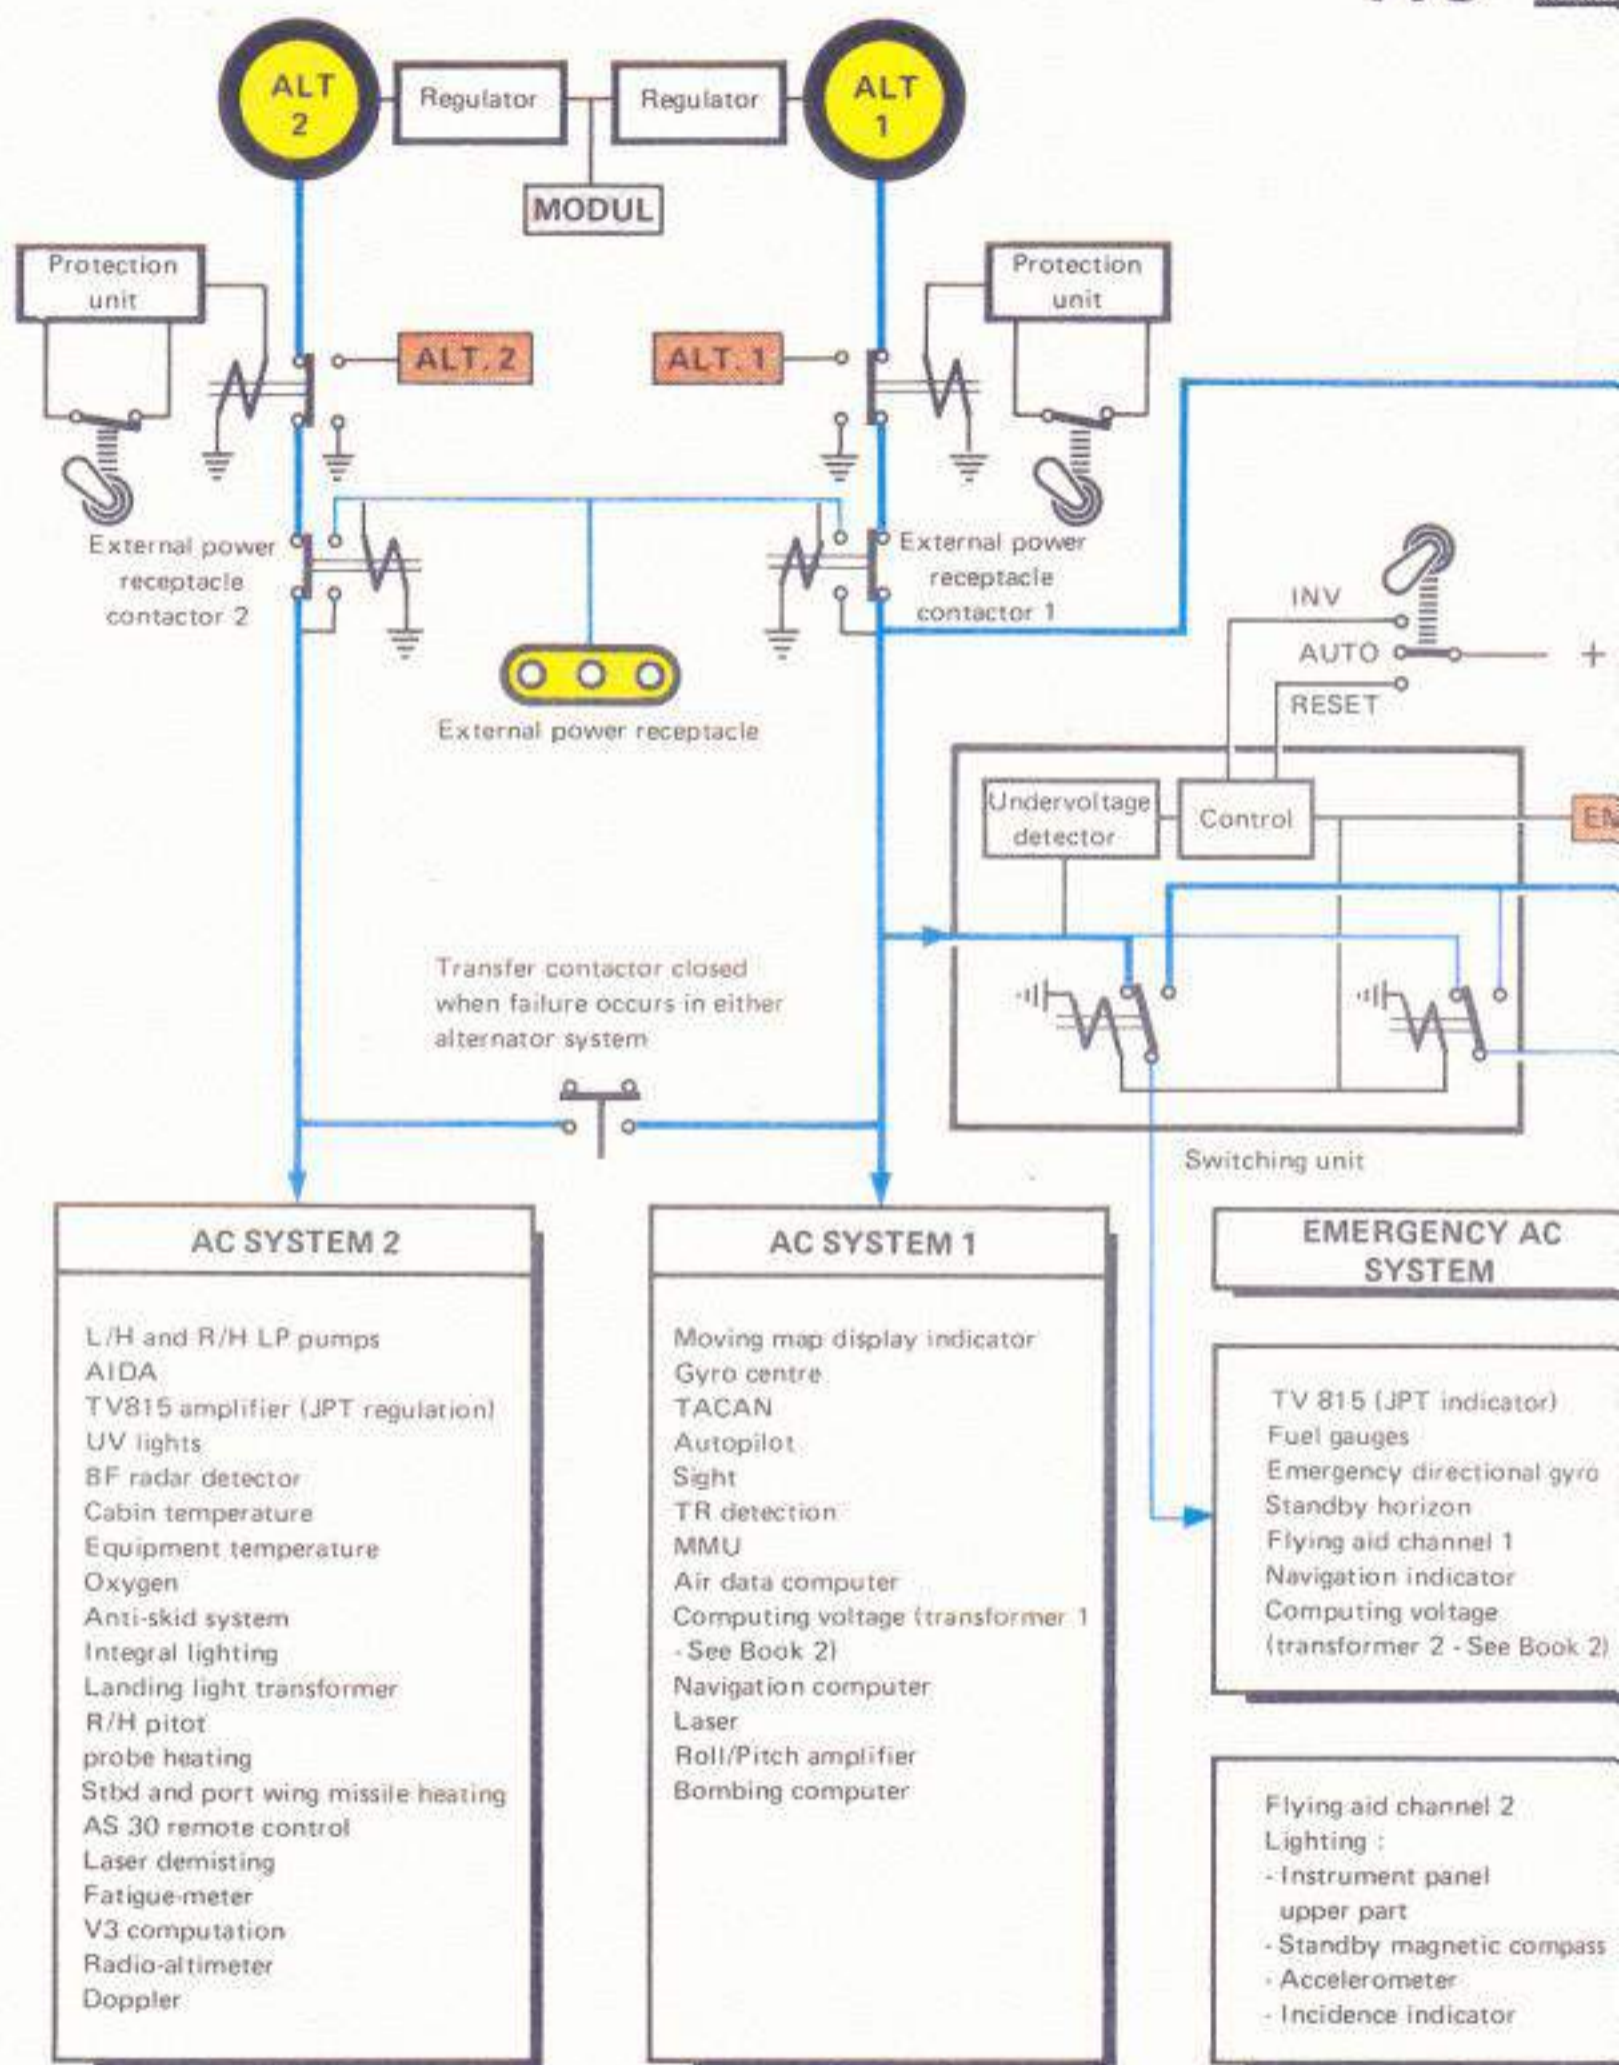 ALT
2
Regulator
Regulator
ALT
1
MODUL
Protection
unit
Protection
unit
ALT. 2
ALT. 1
External power
receptacle
contactor 2
External power
receptacle
contactor 1
INV
AUTO
+
RESET
External power receptacle
Undervoltage
detector
Control
Transfer contactor closed
when failure occurs in either
alternator system
Switching unit
AC SYSTEM 2
L/H and R/H LP pumps
AIDA
TV815 amplifier (JPT regulation)
UV lights
BF radar detector
Cabin temperature
Equipment temperature
Oxygen
Anti-skid system
Integral lighting
Landing light transformer
R/H pitot
probe heating
Stbd and port wing missile heating
AS 30 remote control
Laser demisting
Fatigue-meter
V3 computation
Radio-altimeter
Doppler
AC SYSTEM 1
Moving map display indicator
Gyro centre
TACAN
Autopilot
Sight
TR detection
MMU
Air data computer
Computing voltage (transformer 1
- See Book 2)
Navigation computer
Laser
Roll/Pitch amplifier
Bombing computer
EMERGENCY AC
SYSTEM
TV 815 (JPT indicator)
Fuel gauges
Emergency directional gyro
Standby horizon
Flying aid channel 1
Navigation indicator
Computing voltage
(transformer 2 - See Book 2)
Flying aid channel 2
Lighting :
- Instrument panel
upper part
- Standby magnetic compass
- Accelerometer
- Incidence indicator